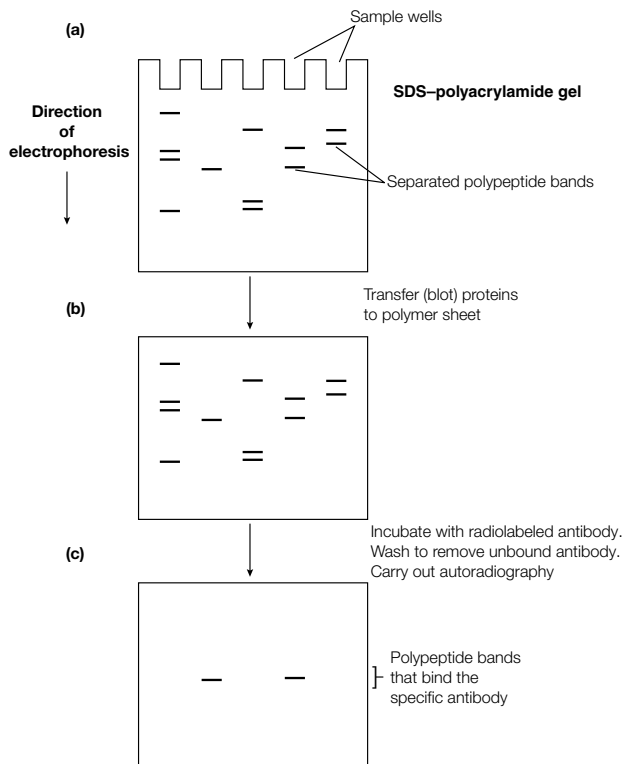 (a)
Sample wells
SDS–polyacrylamide gel
Direction
of
electrophoresis
Separated polypeptide bands
Transfer (blot) proteins
to polymer sheet
(b)
Incubate with radiolabeled antibody.
Wash to remove unbound antibody.
Carry out autoradiography
(c)
Polypeptide bands
that bind the
specific antibody